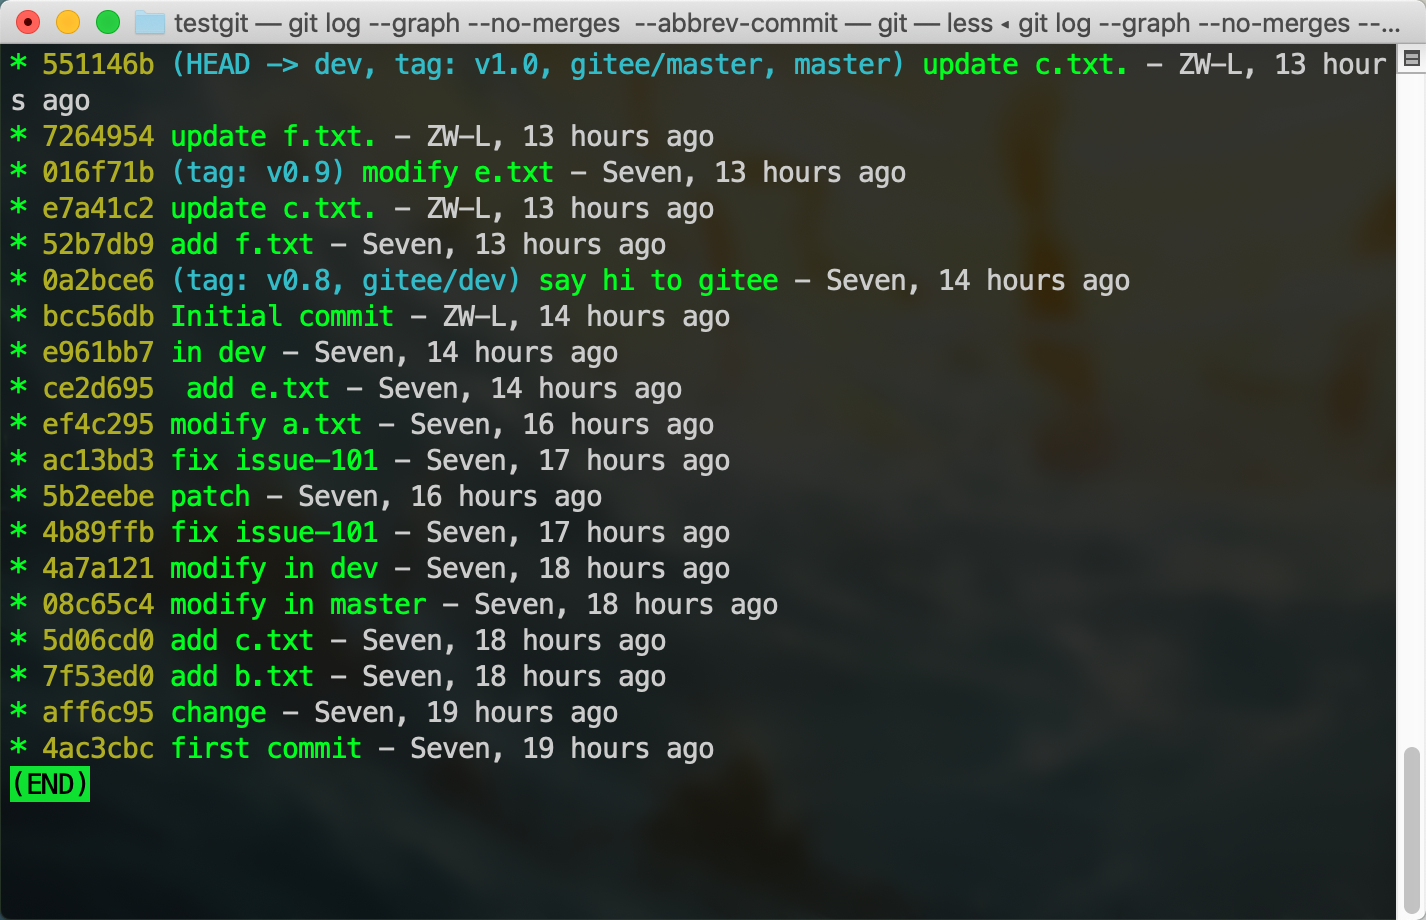 testgit — git log --graph --no-merges  --abbrev-commit — git — less ◂ git log --graph --no-merges --...
* 551146b (HEAD -> dev, tag: v1.0, gitee/master, master) update c.txt. - ZW-L, 13 hour
s ago
* 7264954 update f.txt. - ZW-L, 13 hours ago
* 016f71b (tag: v0.9) modify e.txt - Seven, 13 hours ago
* e7a41c2 update c.txt. - ZW-L, 13 hours ago
* 52b7db9 add f.txt - Seven, 13 hours ago
* 0a2bce6 (tag: v0.8, gitee/dev) say hi to gitee - Seven, 14 hours ago
* bcc56db Initial commit - ZW-L, 14 hours ago
* e961bb7 in dev - Seven, 14 hours ago
* ce2d695  add e.txt - Seven, 14 hours ago
* ef4c295 modify a.txt - Seven, 16 hours ago
* ac13bd3 fix issue-101 - Seven, 17 hours ago
* 5b2eebe patch - Seven, 16 hours ago
* 4b89ffb fix issue-101 - Seven, 17 hours ago
* 4a7a121 modify in dev - Seven, 18 hours ago
* 08c65c4 modify in master - Seven, 18 hours ago
* 5d06cd0 add c.txt - Seven, 18 hours ago
* 7f53ed0 add b.txt - Seven, 18 hours ago
* aff6c95 change - Seven, 19 hours ago
* 4ac3cbc first commit - Seven, 19 hours ago
(END)